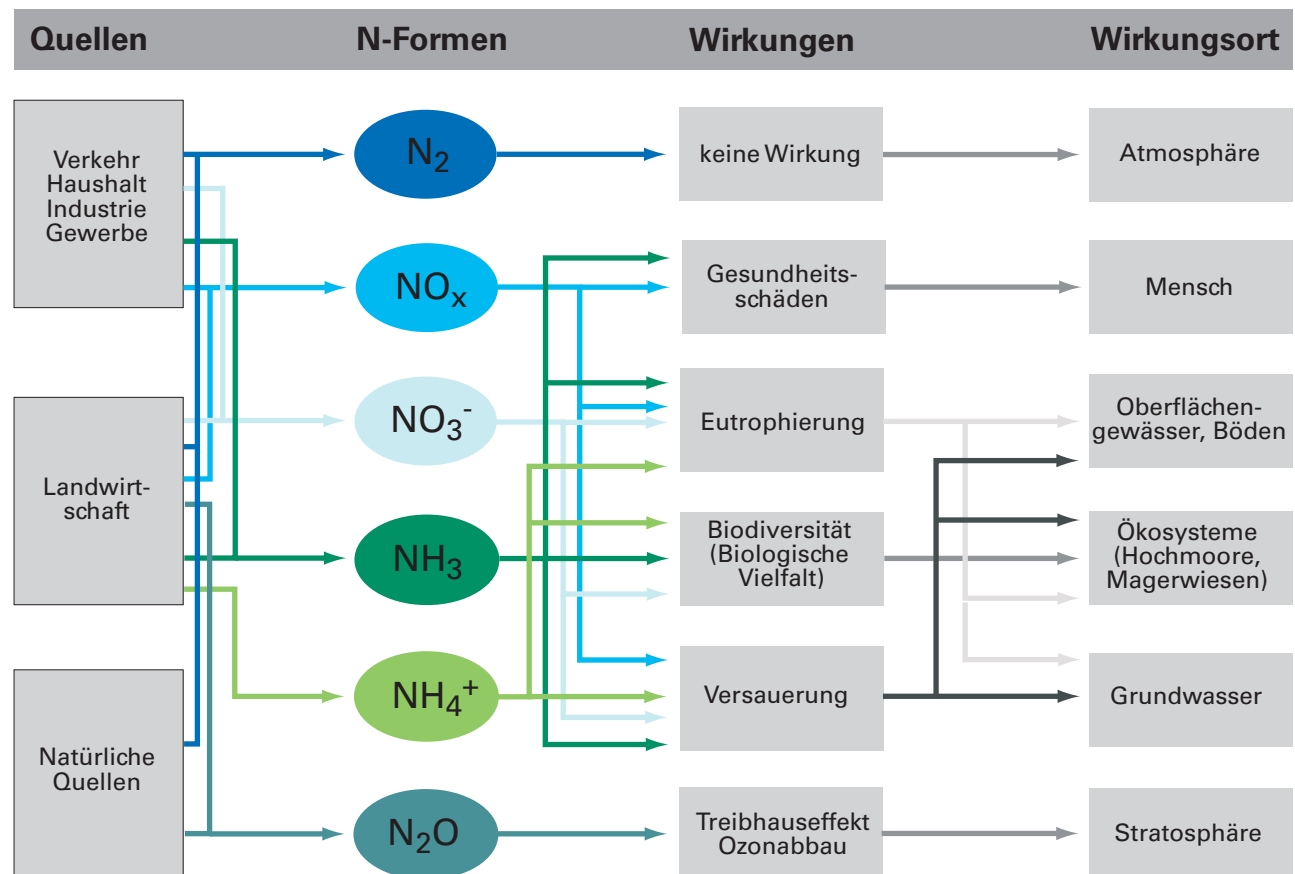 Quellen N-Formen Wirkungen Wirkungsort
Verkehr
Haushalt
Industrie
Gewerbe
N₂
keine Wirkung
Atmosphäre
NOₓ
Gesundheits-
schäden
Mensch
Landwirt-
schaft
NO₃⁻
Eutrophierung
Oberflächen-
gewässer, Böden
NH₃
Biodiversität
(Biologische
Vielfalt)
Ökosysteme
(Hochmoore,
Magerwiesen)
Natürliche
Quellen
NH₄⁺
Versauerung
Grundwasser
N₂O
Treibhauseffekt
Ozonabbau
Stratosphäre